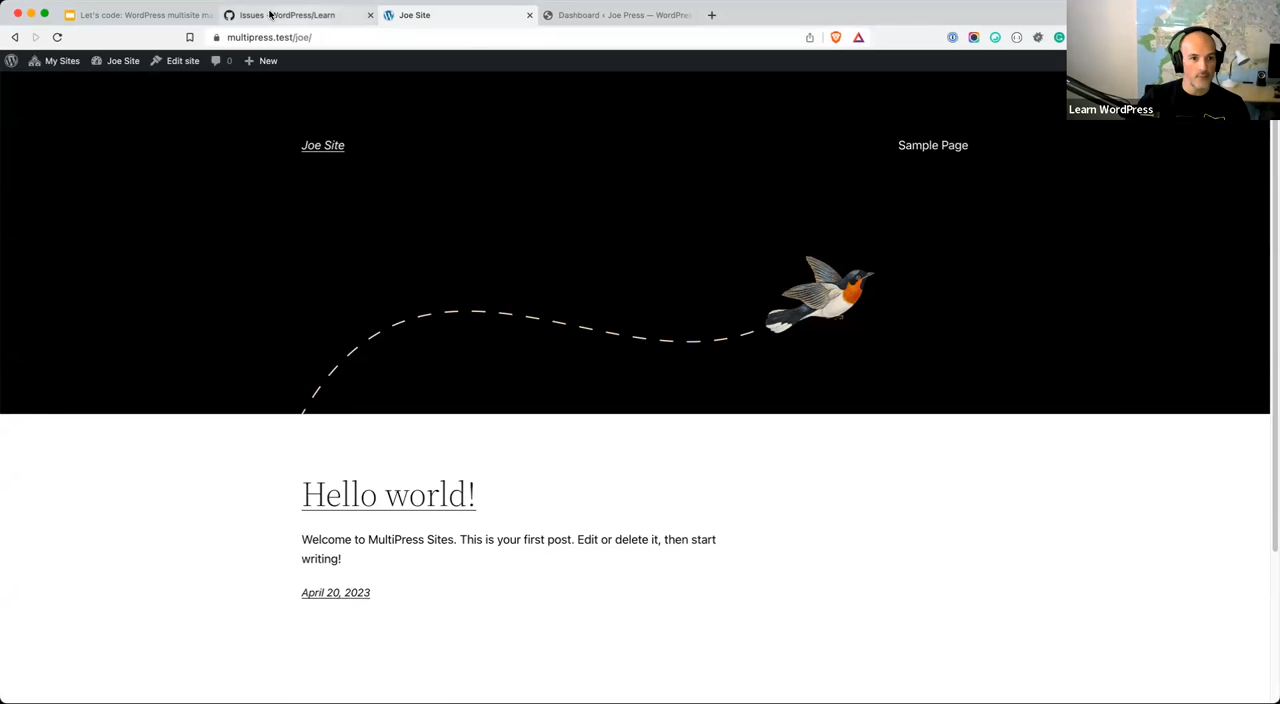 Let's code: WordPress multisite mu
Issues · WordPress/Learn
Joe Site
Dashboard ‹ Joe Press — WordPres
multipress.test/joe/
My Sites
Joe Site
Edit site
0
New
Learn WordPress
Joe Site
Sample Page
Hello world!
Welcome to MultiPress Sites. This is your first post. Edit or delete it, then start
writing!
April 20, 2023